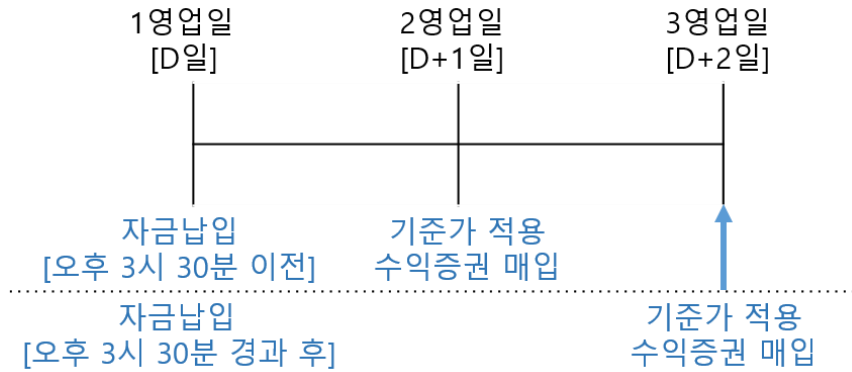 1영업일 2영업일 3영업일
[D일] [D+1일] [D+2일]
자금납입 기준가 적용
[오후 3시 30분 이전] 수익증권 매입
자금납입 기준가 적용
[오후 3시 30분 경과 후] 수익증권 매입